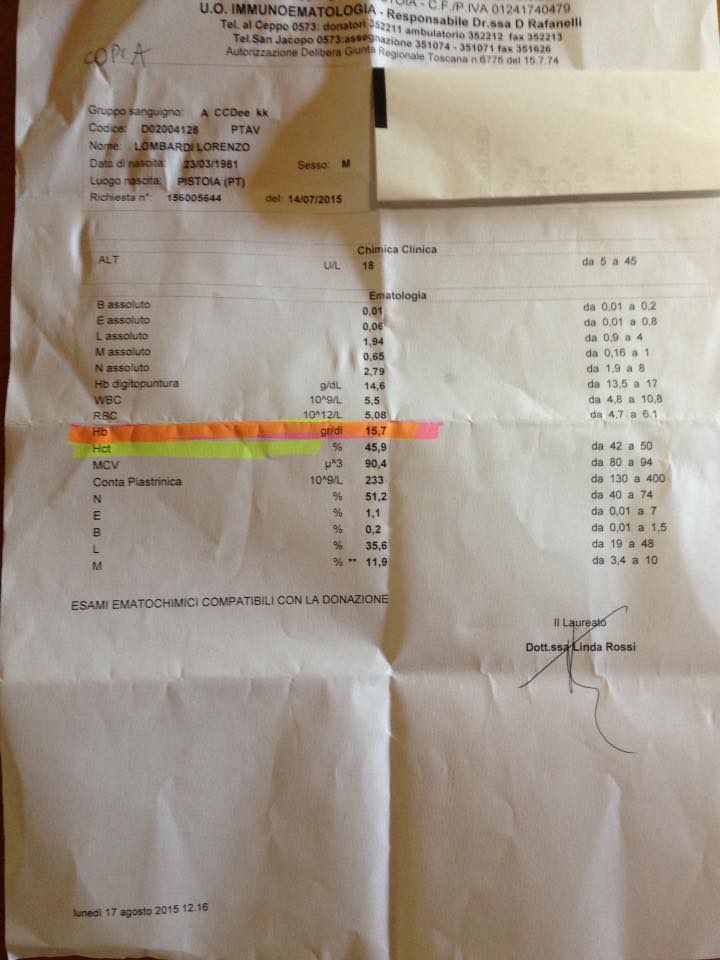 PISTOIA - C.F./P.IVA 01241740479
U.O. IMMUNOEMATOLOGIA - Responsabile Dr.ssa D Rafanelli
Tel. al Ceppo 0573: donatori 352211 ambulatorio 352212 fax 352213
Tel.San Jacopo 0573:assegnazione 351074 - 351071 fax 351626
Autorizzazione Delibera Giunta Regionale Toscana n.6775 del 15.7.74
COPIA
Gruppo sanguigno: A CCDee kk
Codice: D02004128 PTAV
Nome: LOMBARDI LORENZO
Data di nascita: 23/03/1981 Sesso: M
Luogo nascita: PISTOIA (PT)
Richiesta n°: 156005644 del: 14/07/2015
Chimica Clinica
ALT U/L 18 da 5 a 45
Ematologia
B assoluto 0,01 da 0,01 a 0,2
E assoluto 0,06 da 0,01 a 0,8
L assoluto 1,94 da 0,9 a 4
M assoluto 0,65 da 0,16 a 1
N assoluto 2,79 da 1,9 a 8
Hb digitopuntura g/dL 14,6 da 13,5 a 17
WBC 10^9/L 5,5 da 4,8 a 10,8
RBC 10^12/L 5,08 da 4,7 a 6.1
Hb gr/dl 15,7
Hct % 45,9 da 42 a 50
MCV µ^3 90,4 da 80 a 94
Conta Piastrinica 10^9/L 233 da 130 a 400
N % 51,2 da 40 a 74
E % 1,1 da 0,01 a 7
B % 0,2 da 0,01 a 1,5
L % 35,6 da 19 a 48
M % ** 11,9 da 3,4 a 10
ESAMI EMATOCHIMICI COMPATIBILI CON LA DONAZIONE
Il Laureato
Dott.ssa Linda Rossi
lunedì 17 agosto 2015 12.16